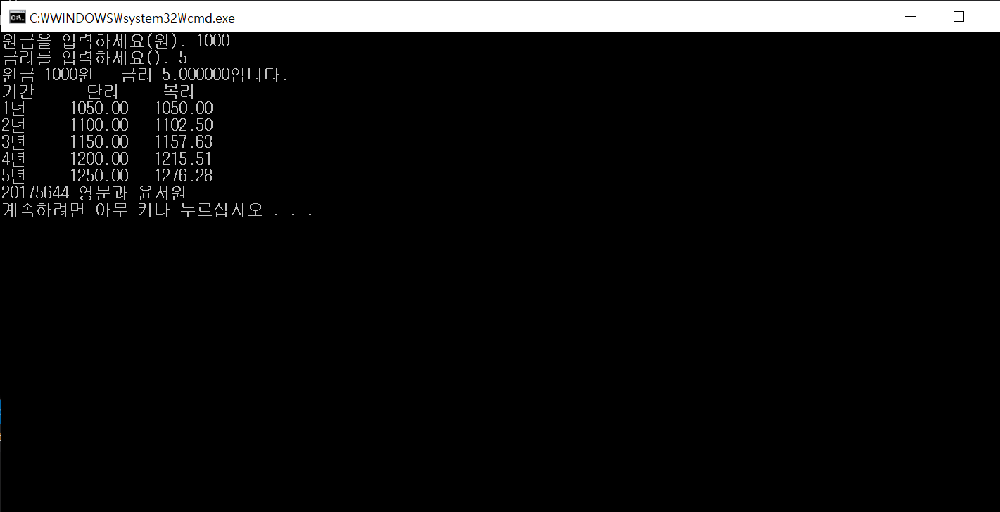 C:₩WINDOWS₩system32₩cmd.exe
원금을 입력하세요(원). 1000
금리를 입력하세요(). 5
원금 1000원   금리 5.000000입니다.
기간      단리     복리
1년     1050.00   1050.00
2년     1100.00   1102.50
3년     1150.00   1157.63
4년     1200.00   1215.51
5년     1250.00   1276.28
20175644 영문과 윤서원
계속하려면 아무 키나 누르십시오 . . .